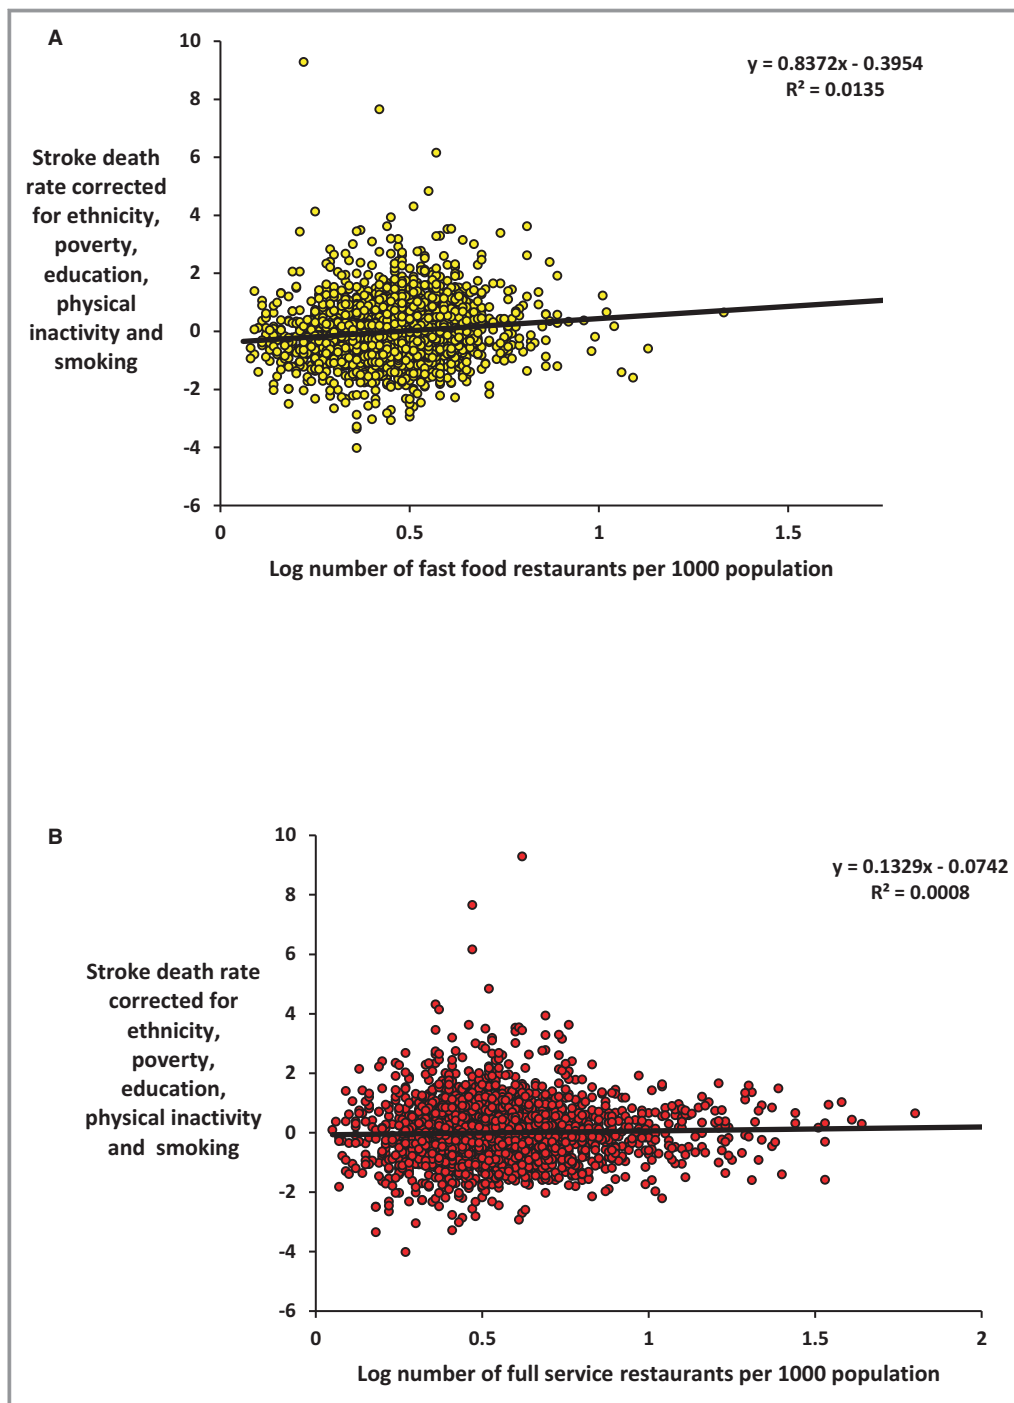 A
10
8
6
4
2
0
-2
-4
-6
Stroke death
rate corrected
for ethnicity,
poverty,
education,
physical
inactivity and
smoking
y = 0.8372x - 0.3954
R² = 0.0135
0
0.5
1
1.5
Log number of fast food restaurants per 1000 population
B
10
8
6
4
2
0
-2
-4
-6
Stroke death rate
corrected for
ethnicity,
poverty,
education,
physical inactivity
and smoking
y = 0.1329x - 0.0742
R² = 0.0008
0
0.5
1
1.5
2
Log number of full service restaurants per 1000 population